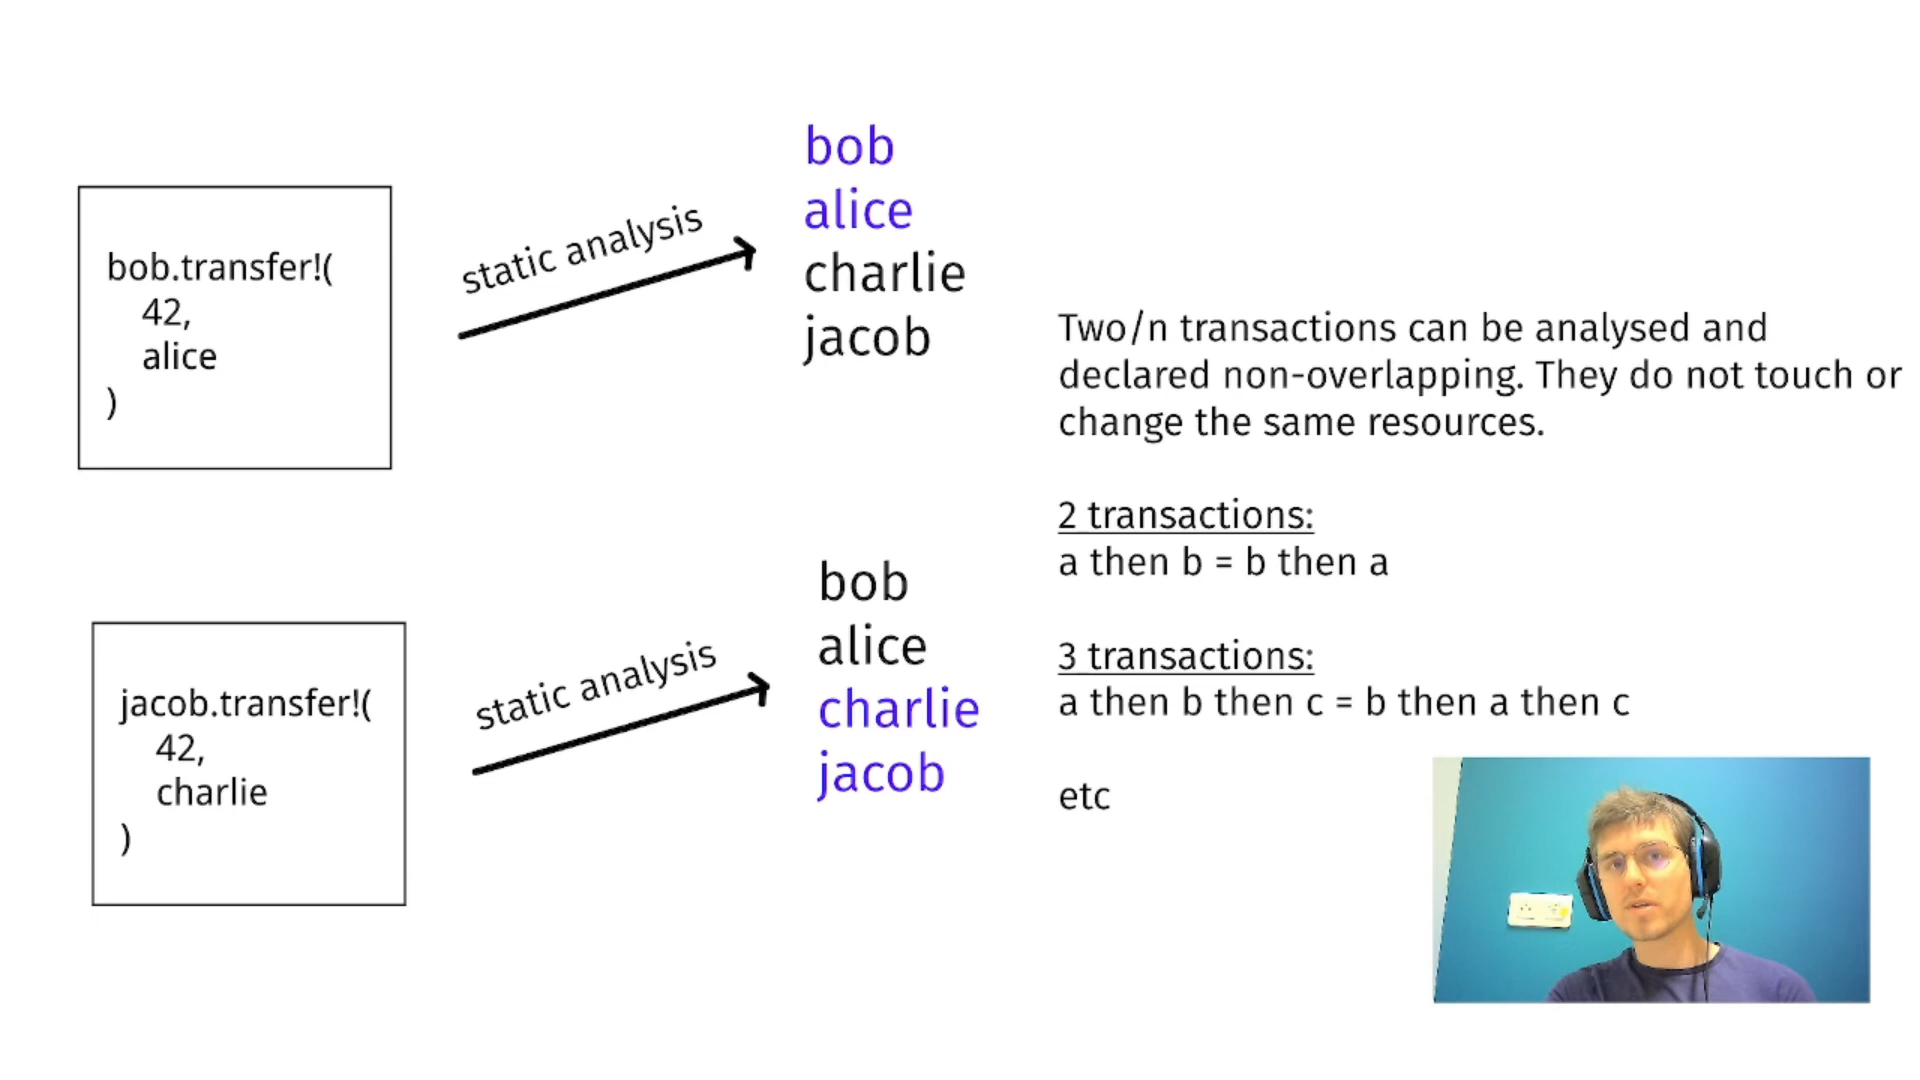 bob.transfer!(
42,
alice
)
static analysis
bob
alice
charlie
jacob
jacob.transfer!(
42,
charlie
)
static analysis
bob
alice
charlie
jacob
Two/n transactions can be analysed and
declared non-overlapping. They do not touch or
change the same resources.
2 transactions:
a then b = b then a
3 transactions:
a then b then c = b then a then c
etc